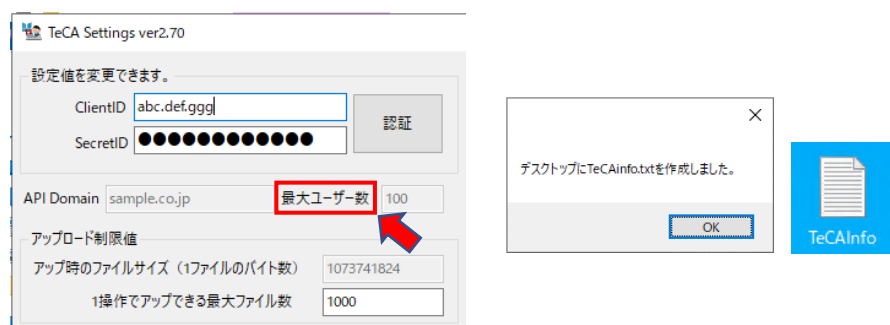 TeCA Settings ver2.70
設定値を変更できます。
ClientID abc.def.ggg
認証
SecretID ●●●●●●●●●●●●
API Domain sample.co.jp 最大ユーザー数 100
アップロード制限値
アップ時のファイルサイズ（1ファイルのバイト数） 1073741824
1操作でアップできる最大ファイル数 1000
デスクトップにTeCAinfo.txtを作成しました。
OK
TeCAInfo